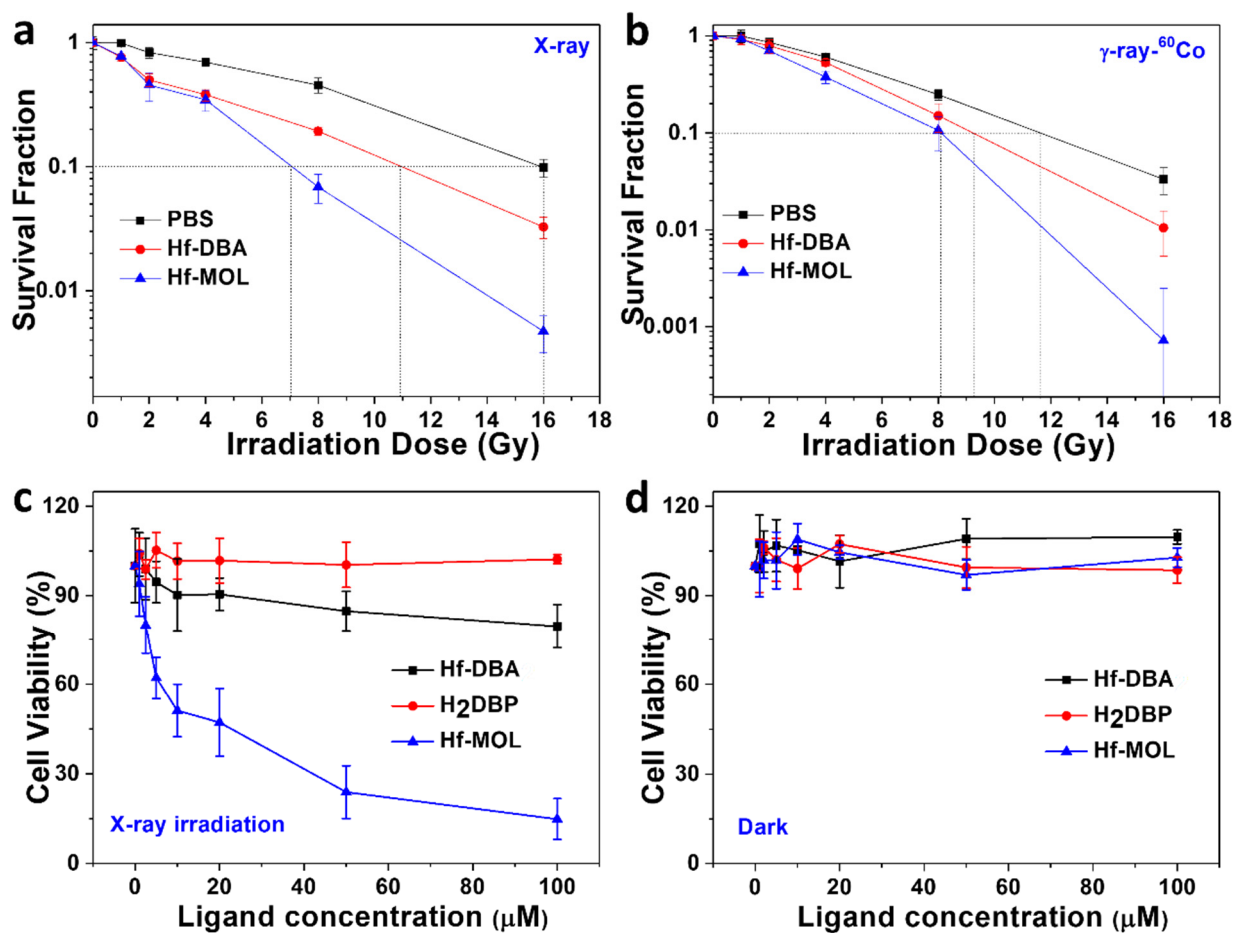 a
X-ray
Survival Fraction
1
0.1
0.01
PBS
Hf-DBA
Hf-MOL
0 2 4 6 8 10 12 14 16 18
Irradiation Dose (Gy)
b
γ-ray-⁶⁰Co
Survival Fraction
1
0.1
0.01
0.001
PBS
Hf-DBA
Hf-MOL
0 2 4 6 8 10 12 14 16 18
Irradiation Dose (Gy)
c
Cell Viability (%)
120
90
60
30
0
Hf-DBA
H₂DBP
Hf-MOL
X-ray irradiation
0 20 40 60 80 100
Ligand concentration (μM)
d
Cell Viability (%)
120
90
60
30
0
Hf-DBA
H₂DBP
Hf-MOL
Dark
0 20 40 60 80 100
Ligand concentration (μM)